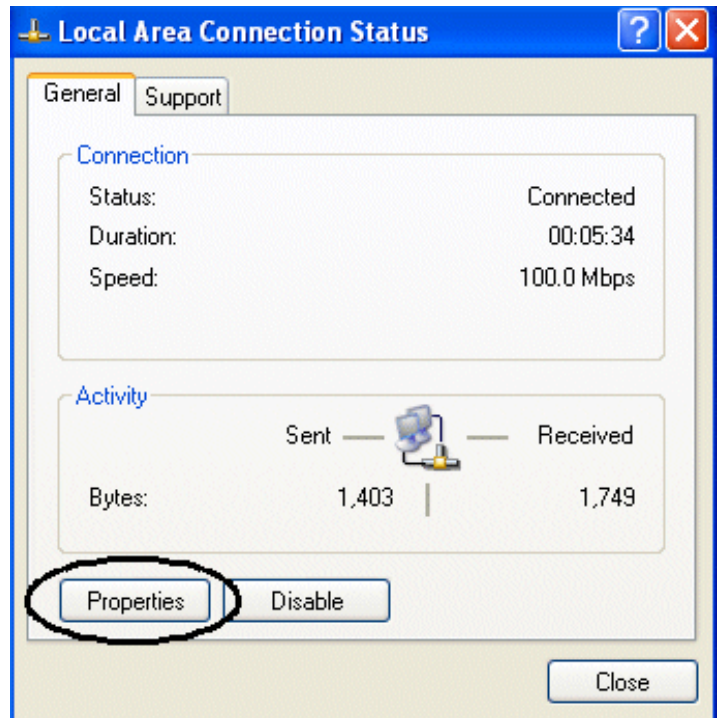 Local Area Connection Status
General Support
Connection
Status: Connected
Duration: 00:05:34
Speed: 100.0 Mbps
Activity
Sent Received
Bytes: 1,403 1,749
Properties Disable
Close